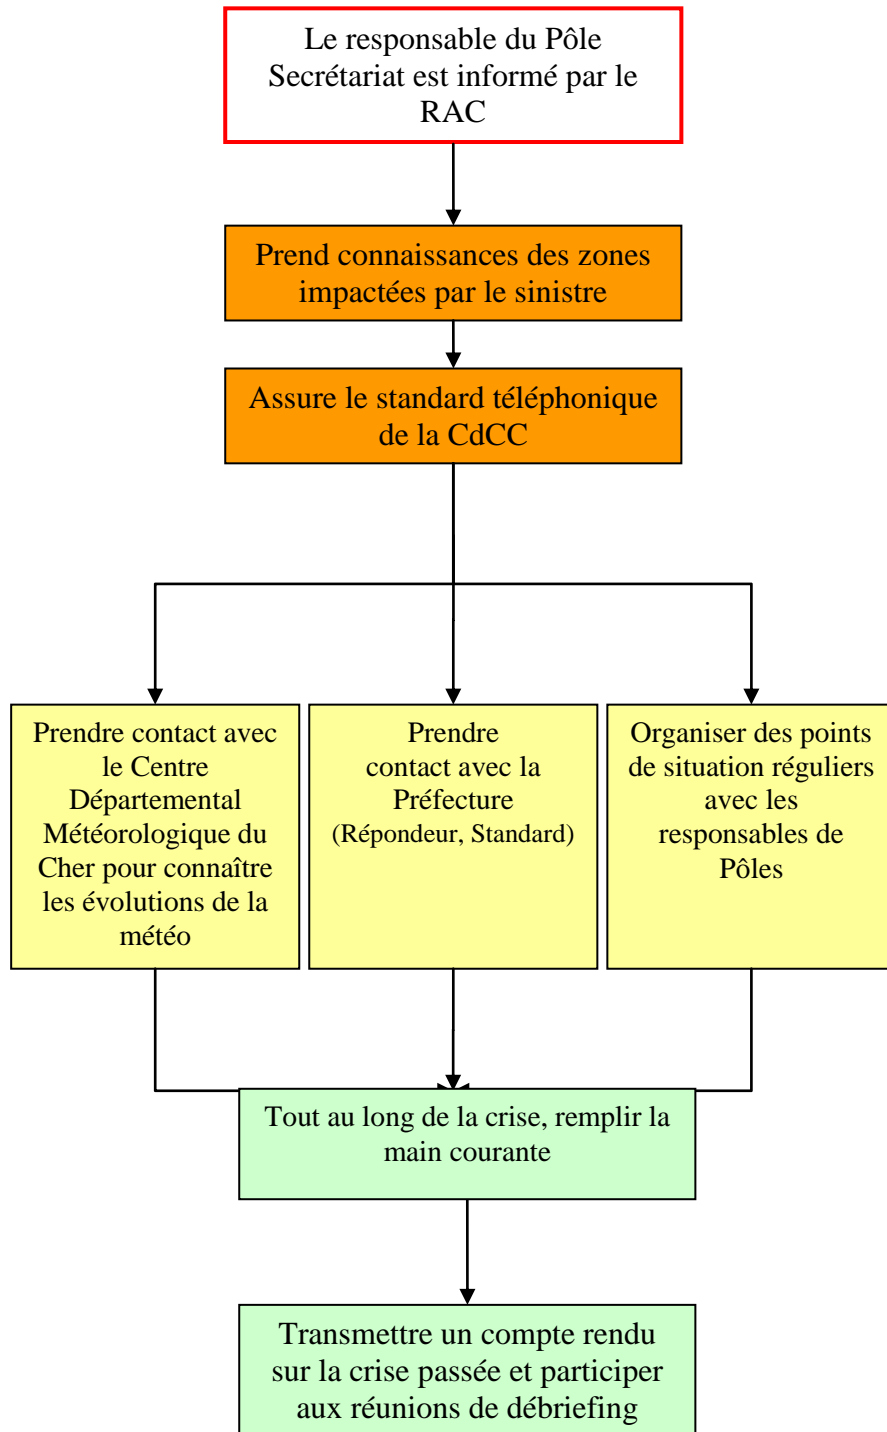 Le responsable du Pôle
Secrétariat est informé par le
RAC
Prend connaissances des zones
impactées par le sinistre
Assure le standard téléphonique
de la CdCC
Prendre contact avec
le Centre
Départemental
Météorologique du
Cher pour connaître
les évolutions de la
météo
Prendre
contact avec la
Préfecture
(Répondeur, Standard)
Organiser des points
de situation réguliers
avec les
responsables de
Pôles
Tout au long de la crise, remplir la
main courante
Transmettre un compte rendu
sur la crise passée et participer
aux réunions de débriefing